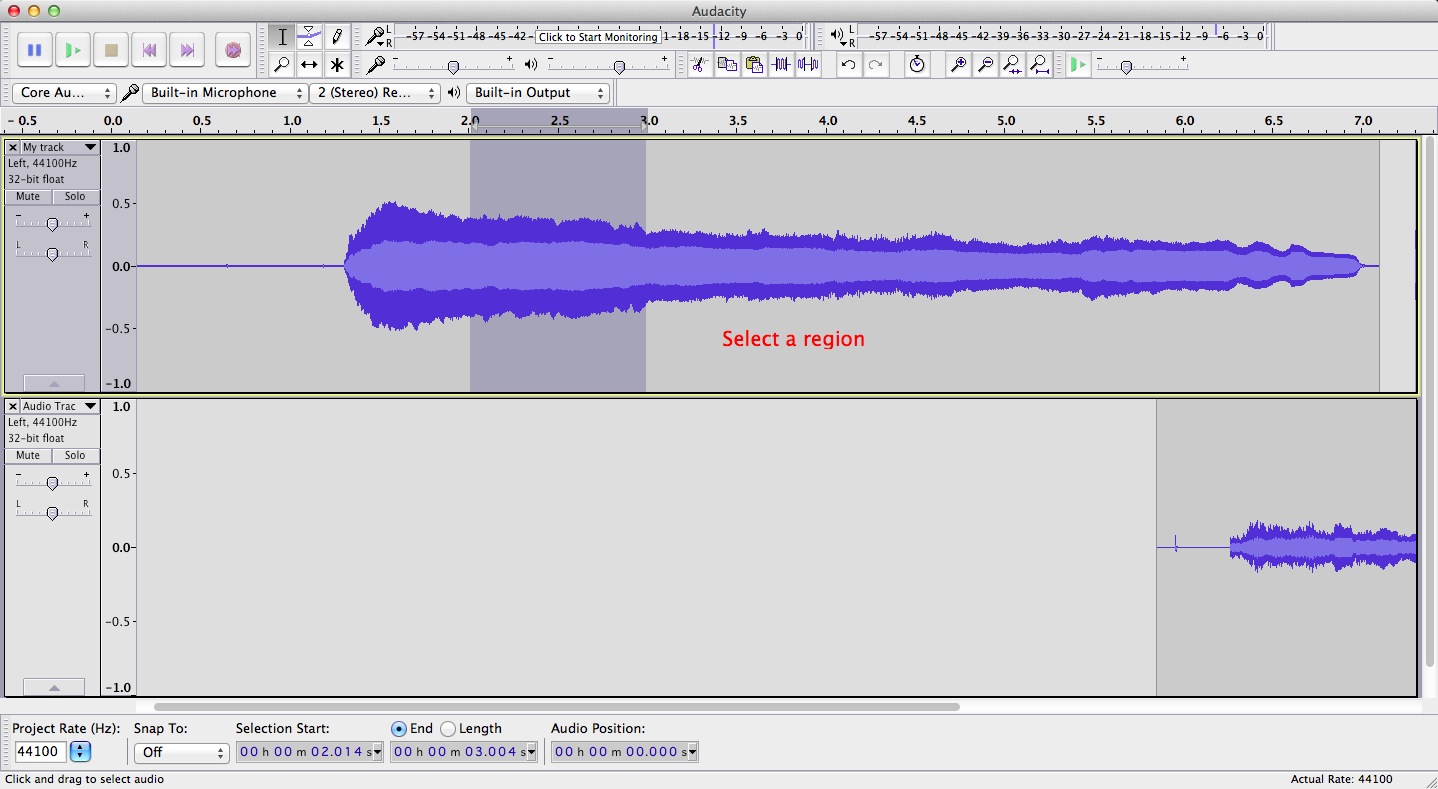 Audacity
L
R
-57 -54 -51 -48 -45 -42 - Click to Start Monitoring 1 -18 -15 -12 -9 -6 -3 0
L
R
-57 -54 -51 -48 -45 -42 -39 -36 -33 -30 -27 -24 -21 -18 -15 -12 -9 -6 -3 0
- + - + - +
Core Au... Built-in Microphone 2 (Stereo) Re... Built-in Output
- 0.5 0.0 0.5 1.0 1.5 2.0 2.5 3.0 3.5 4.0 4.5 5.0 5.5 6.0 6.5 7.0
My track
Left, 44100Hz
32-bit float
Mute Solo
- +
L R
1.0
0.5
0.0
-0.5
-1.0
Select a region
Audio Trac
Left, 44100Hz
32-bit float
Mute Solo
- +
L R
1.0
0.5
0.0
-0.5
-1.0
Project Rate (Hz): Snap To: Selection Start: End Length Audio Position:
44100 Off 00 h 00 m 02.014 s 00 h 00 m 03.004 s 00 h 00 m 00.000 s
Click and drag to select audio Actual Rate: 44100